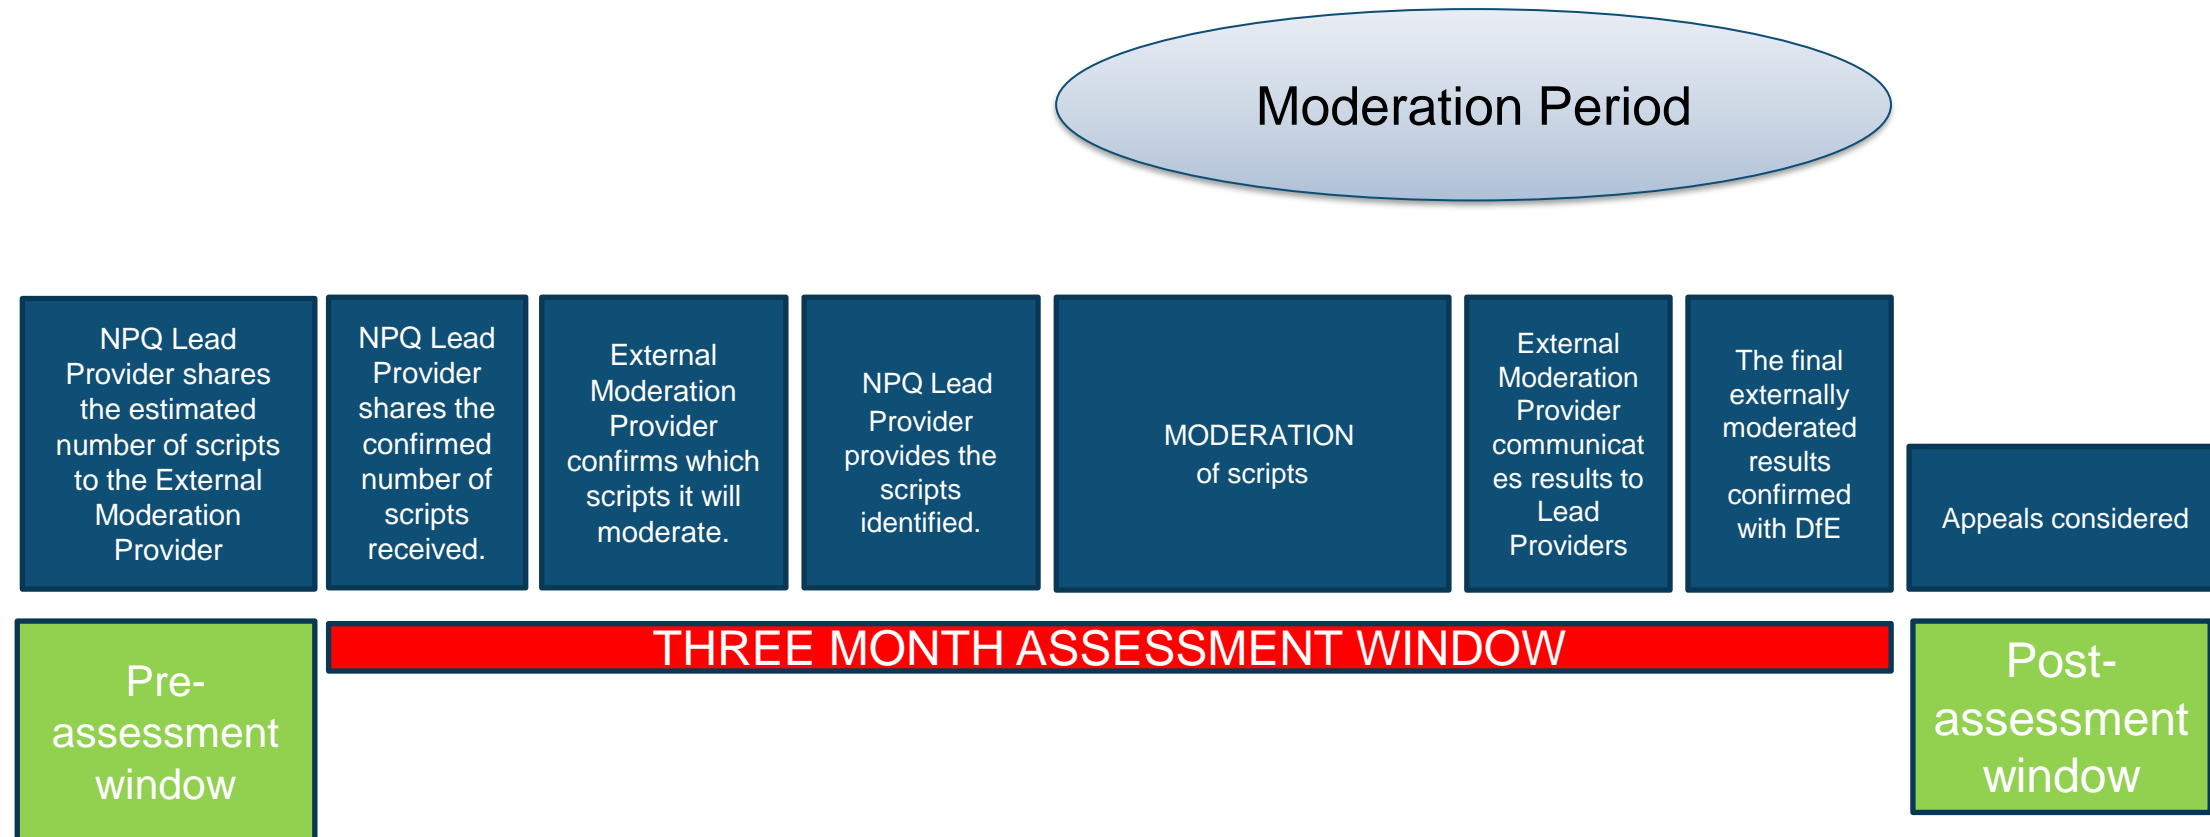 Moderation Period
NPQ Lead
Provider shares
the estimated
number of scripts
to the External
Moderation
Provider
NPQ Lead
Provider
shares the
confirmed
number of
scripts
received.
External
Moderation
Provider
confirms which
scripts it will
moderate.
NPQ Lead
Provider
provides the
scripts
identified.
MODERATION
of scripts
External
Moderation
Provider
communicat
es results to
Lead
Providers
The final
externally
moderated
results
confirmed
with DfE
Appeals considered
Pre-
assessment
window
THREE MONTH ASSESSMENT WINDOW
Post-
assessment
window